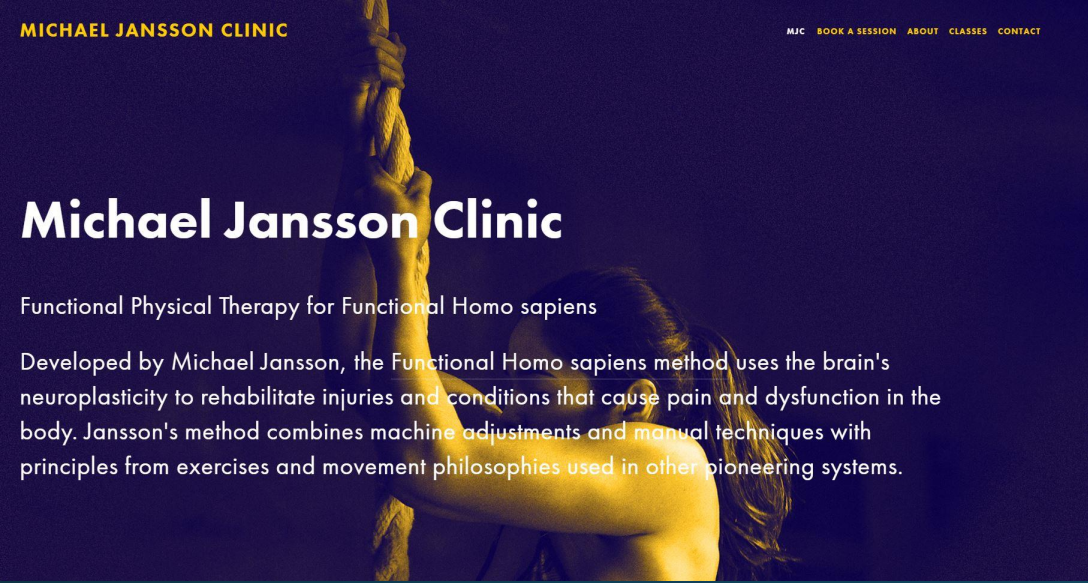 MICHAEL JANSSON CLINIC
MJC BOOK A SESSION ABOUT CLASSES CONTACT
Michael Jansson Clinic
Functional Physical Therapy for Functional Homo sapiens
Developed by Michael Jansson, the Functional Homo sapiens method uses the brain's
neuroplasticity to rehabilitate injuries and conditions that cause pain and dysfunction in the
body. Jansson's method combines machine adjustments and manual techniques with
principles from exercises and movement philosophies used in other pioneering systems.